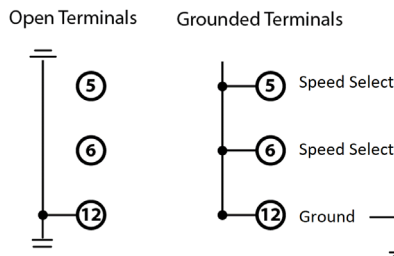 Open Terminals
Grounded Terminals
5
5 Speed Select
6
6 Speed Select
12
12 Ground